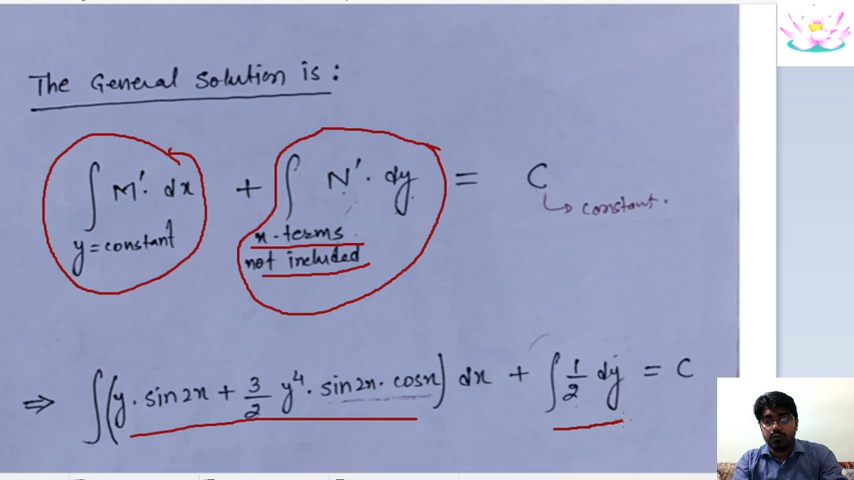 The General Solution is :
∫ M'. dx + ∫ N'. dy = C
y = constant
x-terms
not included
↳ constant.
⇒ ∫(y. sin2x + 3/2 y⁴. sin2x. cosx) dx + ∫ 1/2 dy = C